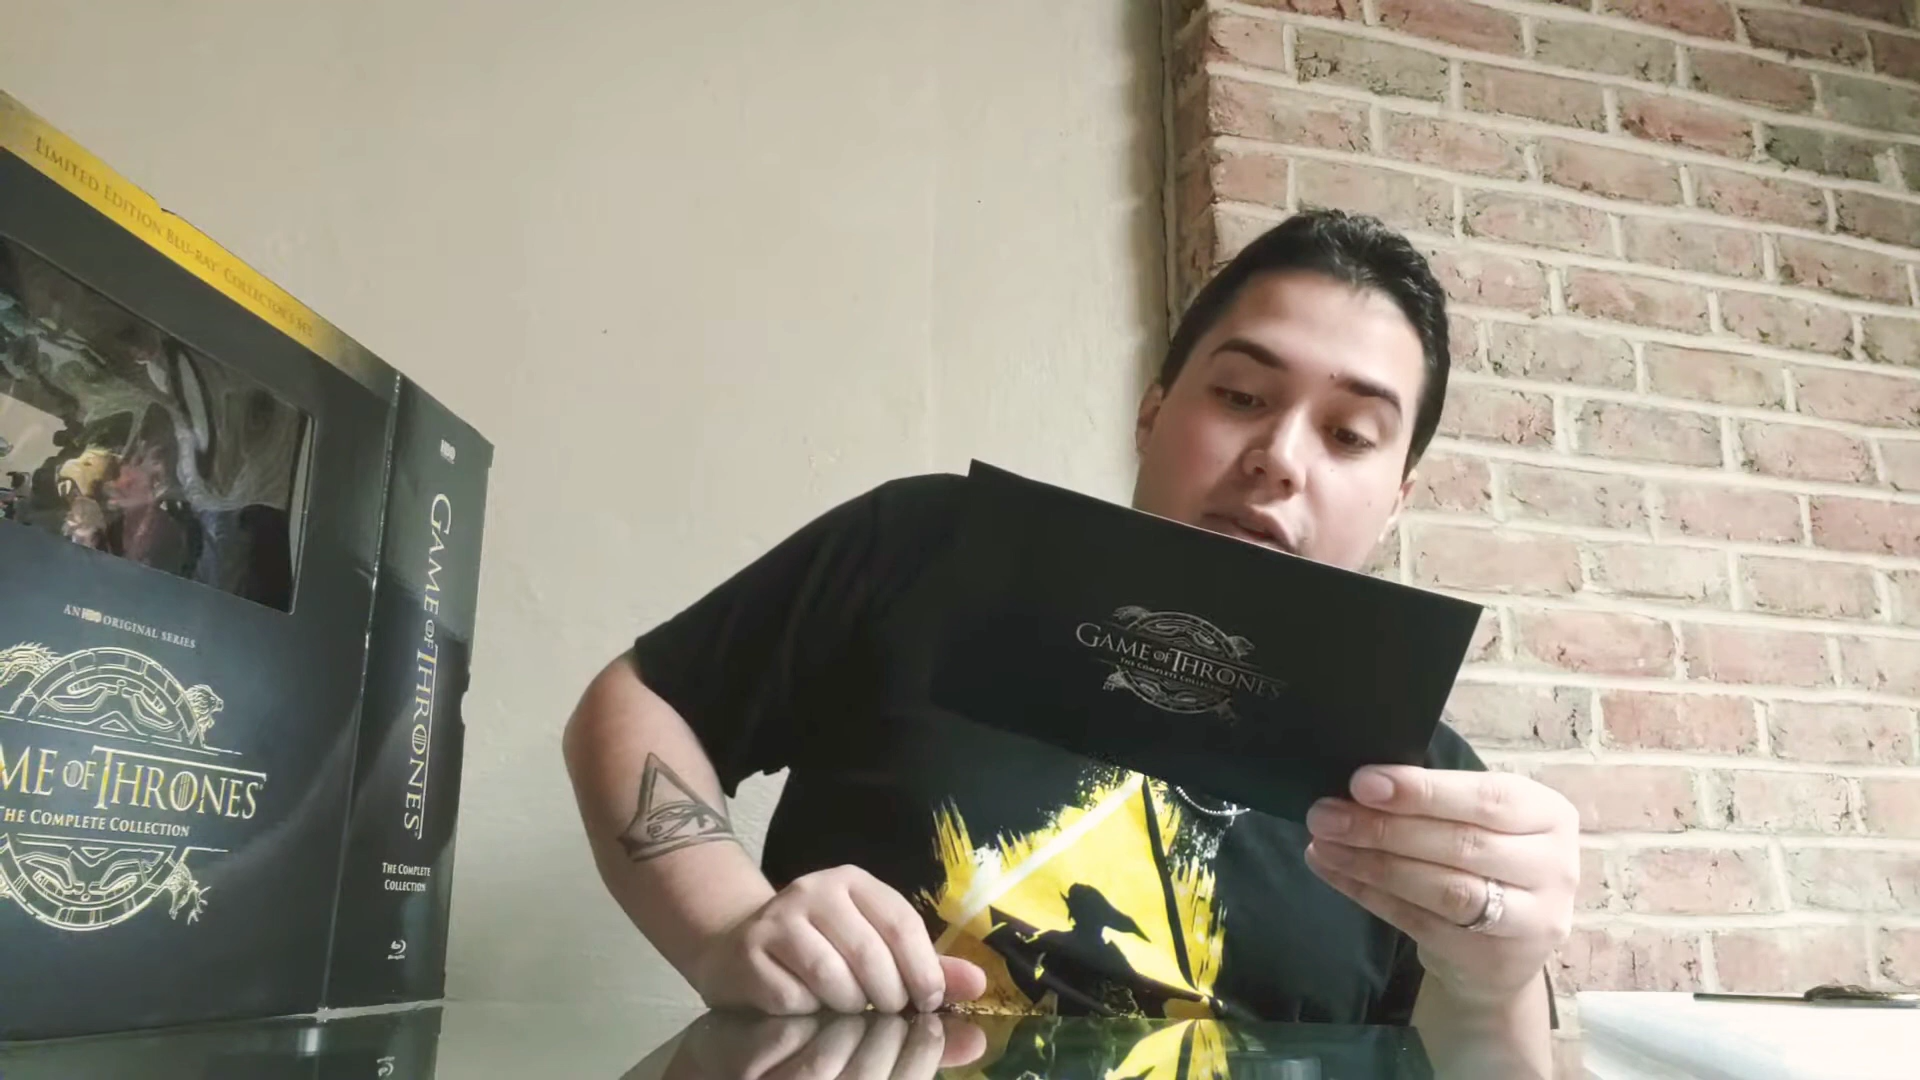 LIMITED EDITION BLU-RAY COLLECTOR'S SET
AN HBO ORIGINAL SERIES
ME OF THRONES
THE COMPLETE COLLECTION
HBO
GAME OF THRONES
THE COMPLETE
COLLECTION
GAME OF THRONES
THE COMPLETE COLLECTION